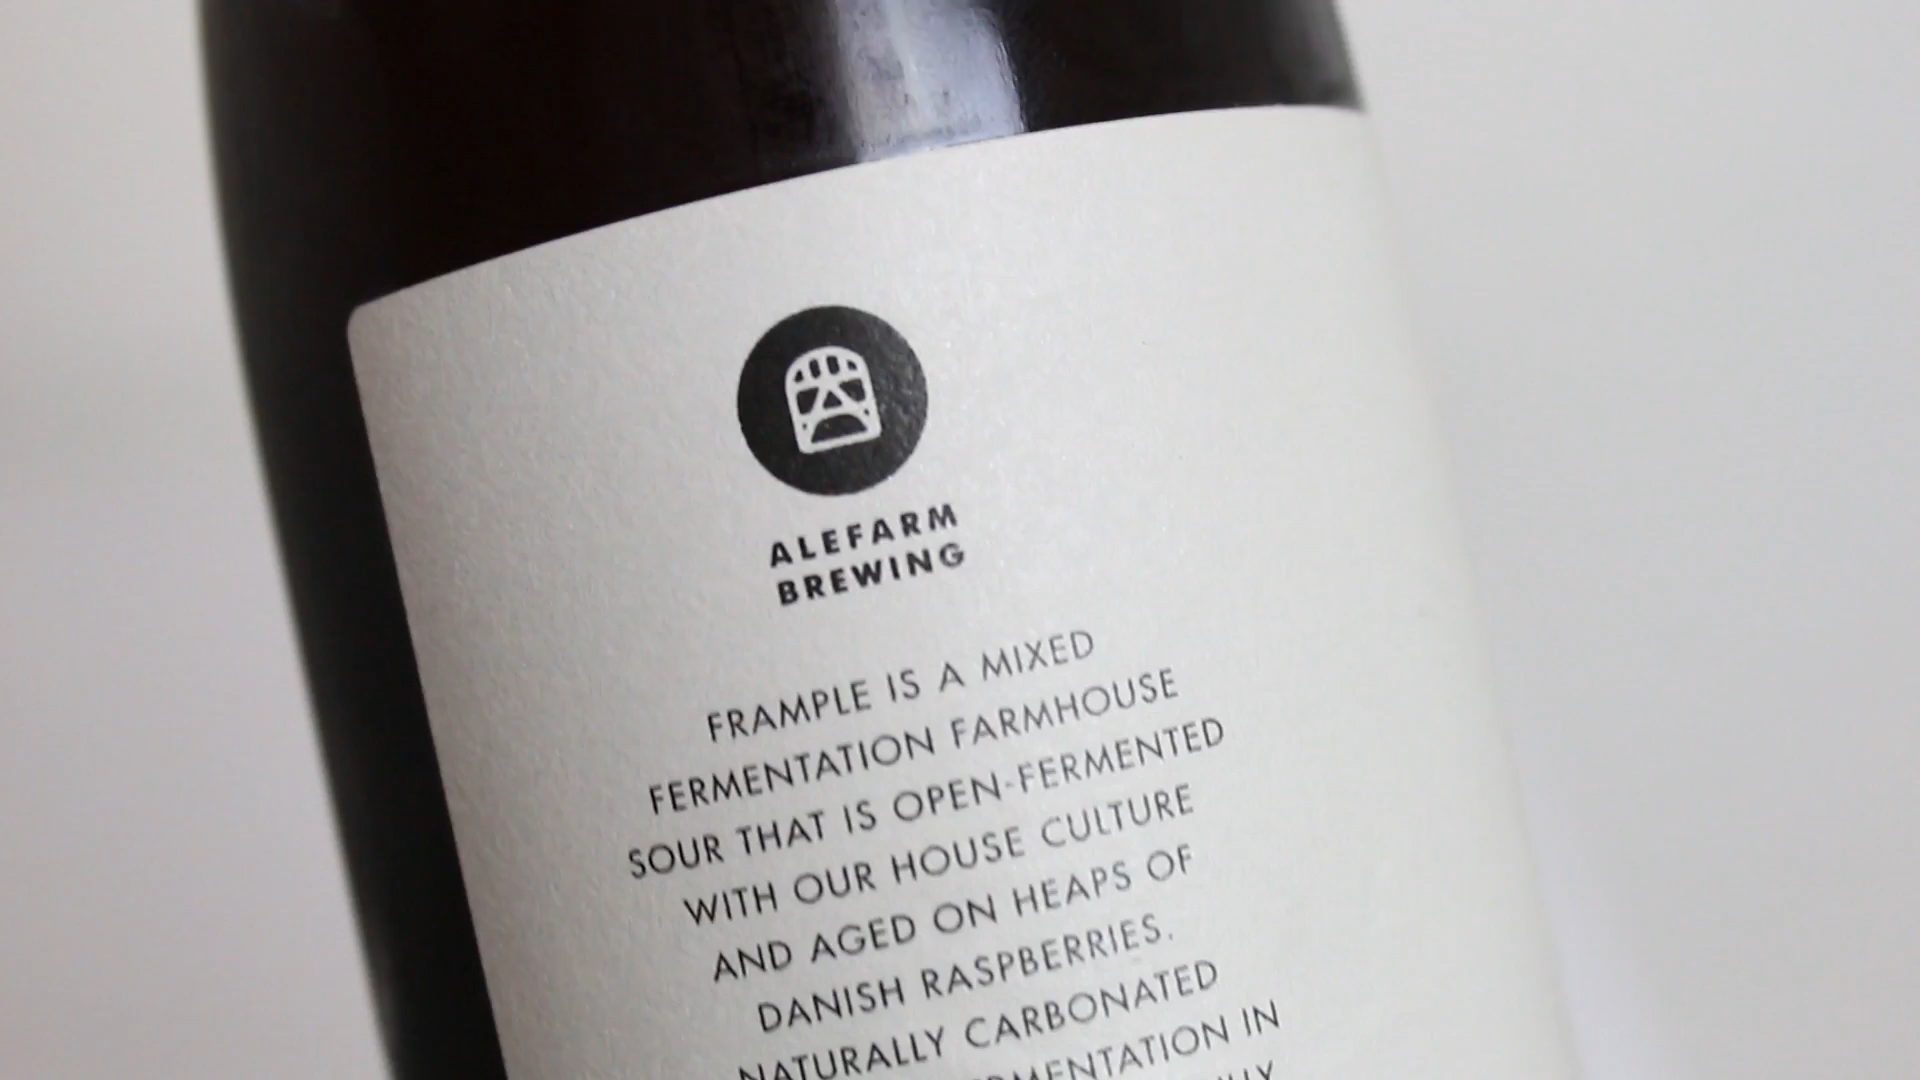 ALEFARM
BREWING
FRAMPLE IS A MIXED
FERMENTATION FARMHOUSE
SOUR THAT IS OPEN-FERMENTED
WITH OUR HOUSE CULTURE
AND AGED ON HEAPS OF
DANISH RASPBERRIES.
NATURALLY CARBONATED
IN